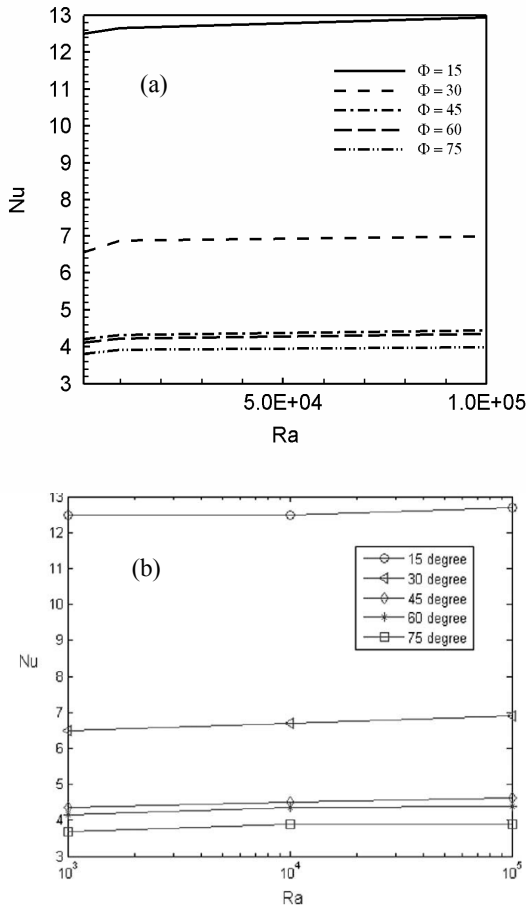 13
12
11
10
9
8
7
6
5
4
3
Nu
(a)
Φ = 15
Φ = 30
Φ = 45
Φ = 60
Φ = 75
5.0E+04
1.0E+05
Ra
13
12
11
10
9
8
7
6
5
4
3
Nu
(b)
15 degree
30 degree
45 degree
60 degree
75 degree
10³
10⁴
10⁵
Ra